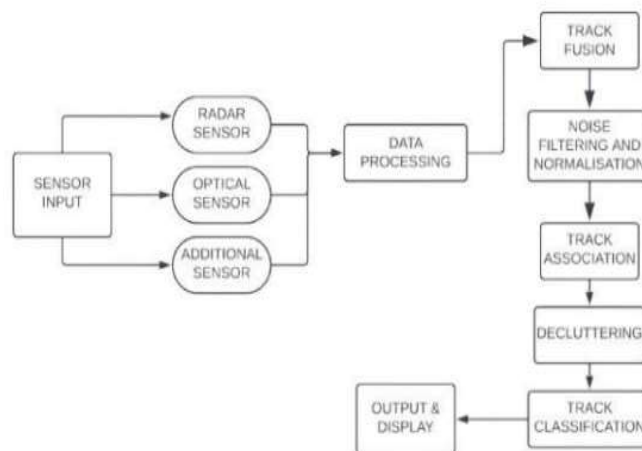 SENSOR
INPUT
RADAR
SENSOR
OPTICAL
SENSOR
ADDITIONAL
SENSOR
DATA
PROCESSING
TRACK
FUSION
NOISE
FILTERING AND
NORMALISATION
TRACK
ASSOCIATION
DECLUTTERING
TRACK
CLASSIFICATION
OUTPUT &
DISPLAY